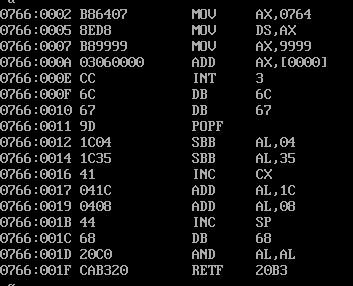 0766:0002 B86407 MOV AX,0764
0766:0005 8ED8 MOV DS,AX
0766:0007 B89999 MOV AX,9999
0766:000A 03060000 ADD AX,[0000]
0766:000E CC INT 3
0766:000F 6C DB 6C
0766:0010 67 DB 67
0766:0011 9D POPF
0766:0012 1C04 SBB AL,04
0766:0014 1C35 SBB AL,35
0766:0016 41 INC CX
0766:0017 041C ADD AL,1C
0766:0019 0408 ADD AL,08
0766:001B 44 INC SP
0766:001C 68 DB 68
0766:001D 20C0 AND AL,AL
0766:001F CAB320 RETF 20B3